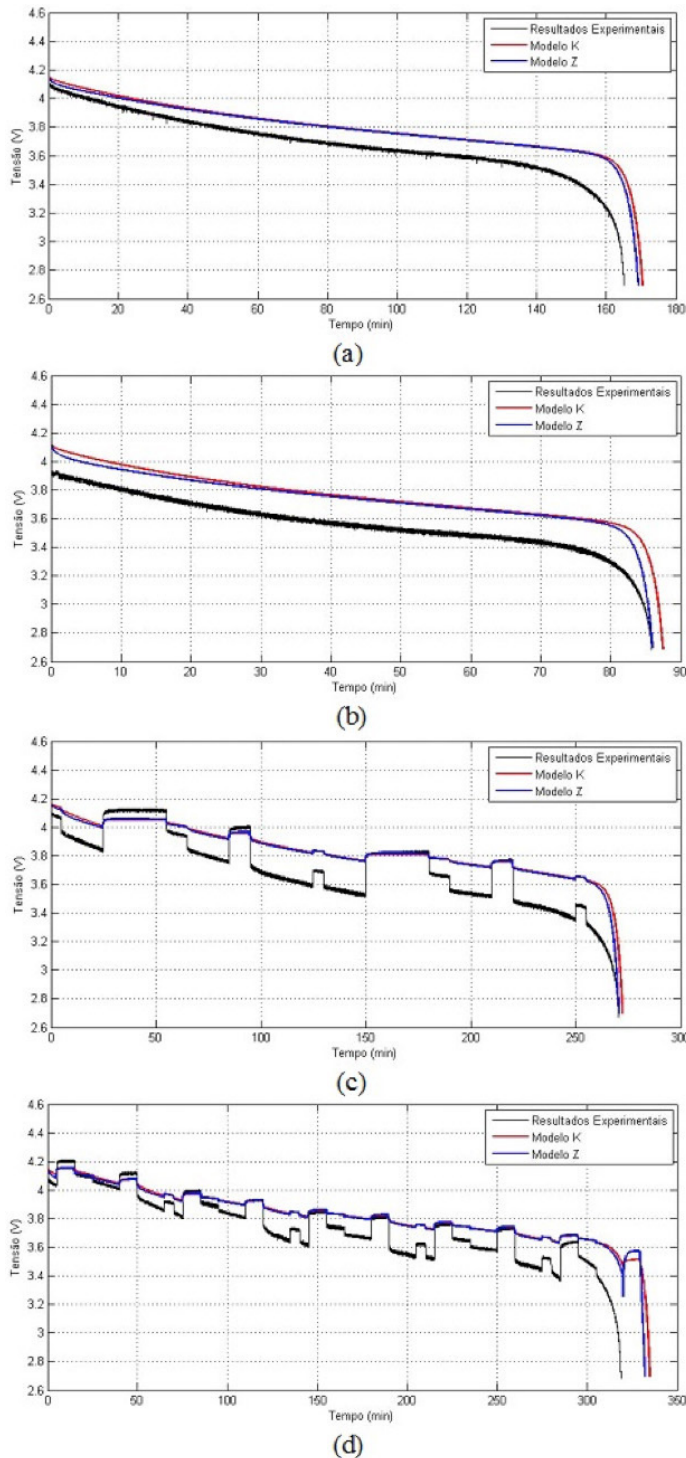 4.6
4.4
4.2
4
3.8
3.6
3.4
3.2
3
2.8
2.6
Tensão (V)
Resultados Experimentais
Modelo K
Modelo Z
0 20 40 60 80 100 120 140 160 180
Tempo (min)
(a)
4.6
4.4
4.2
4
3.8
3.6
3.4
3.2
3
2.8
2.6
Tensão (V)
Resultados Experimentais
Modelo K
Modelo Z
0 10 20 30 40 50 60 70 80 90
Tempo (min)
(b)
4.6
4.4
4.2
4
3.8
3.6
3.4
3.2
3
2.8
2.6
Tensão (V)
Resultados Experimentais
Modelo K
Modelo Z
0 50 100 150 200 250 300
Tempo (min)
(c)
4.6
4.4
4.2
4
3.8
3.6
3.4
3.2
3
2.8
2.6
Tensão (V)
Resultados Experimentais
Modelo K
Modelo Z
0 50 100 150 200 250 300 350
Tempo (min)
(d)